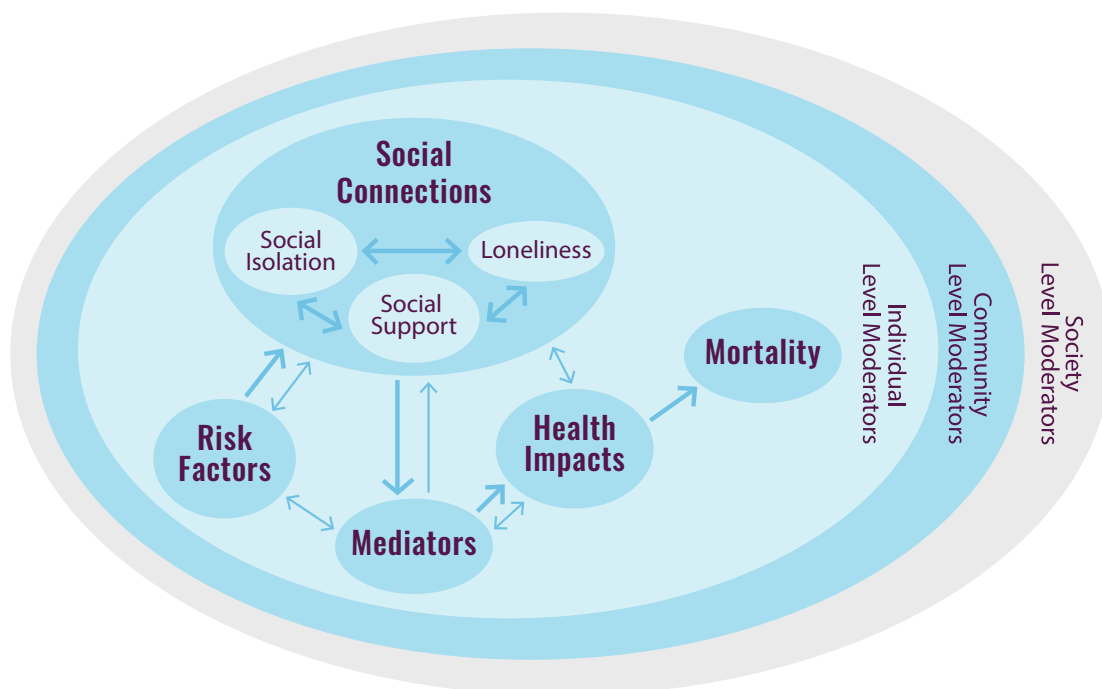 Social
Connections
Social
Isolation
Loneliness
Social
Support
Risk
Factors
Mediators
Health
Impacts
Mortality
Individual
Level Moderators
Community
Level Moderators
Society
Level Moderators